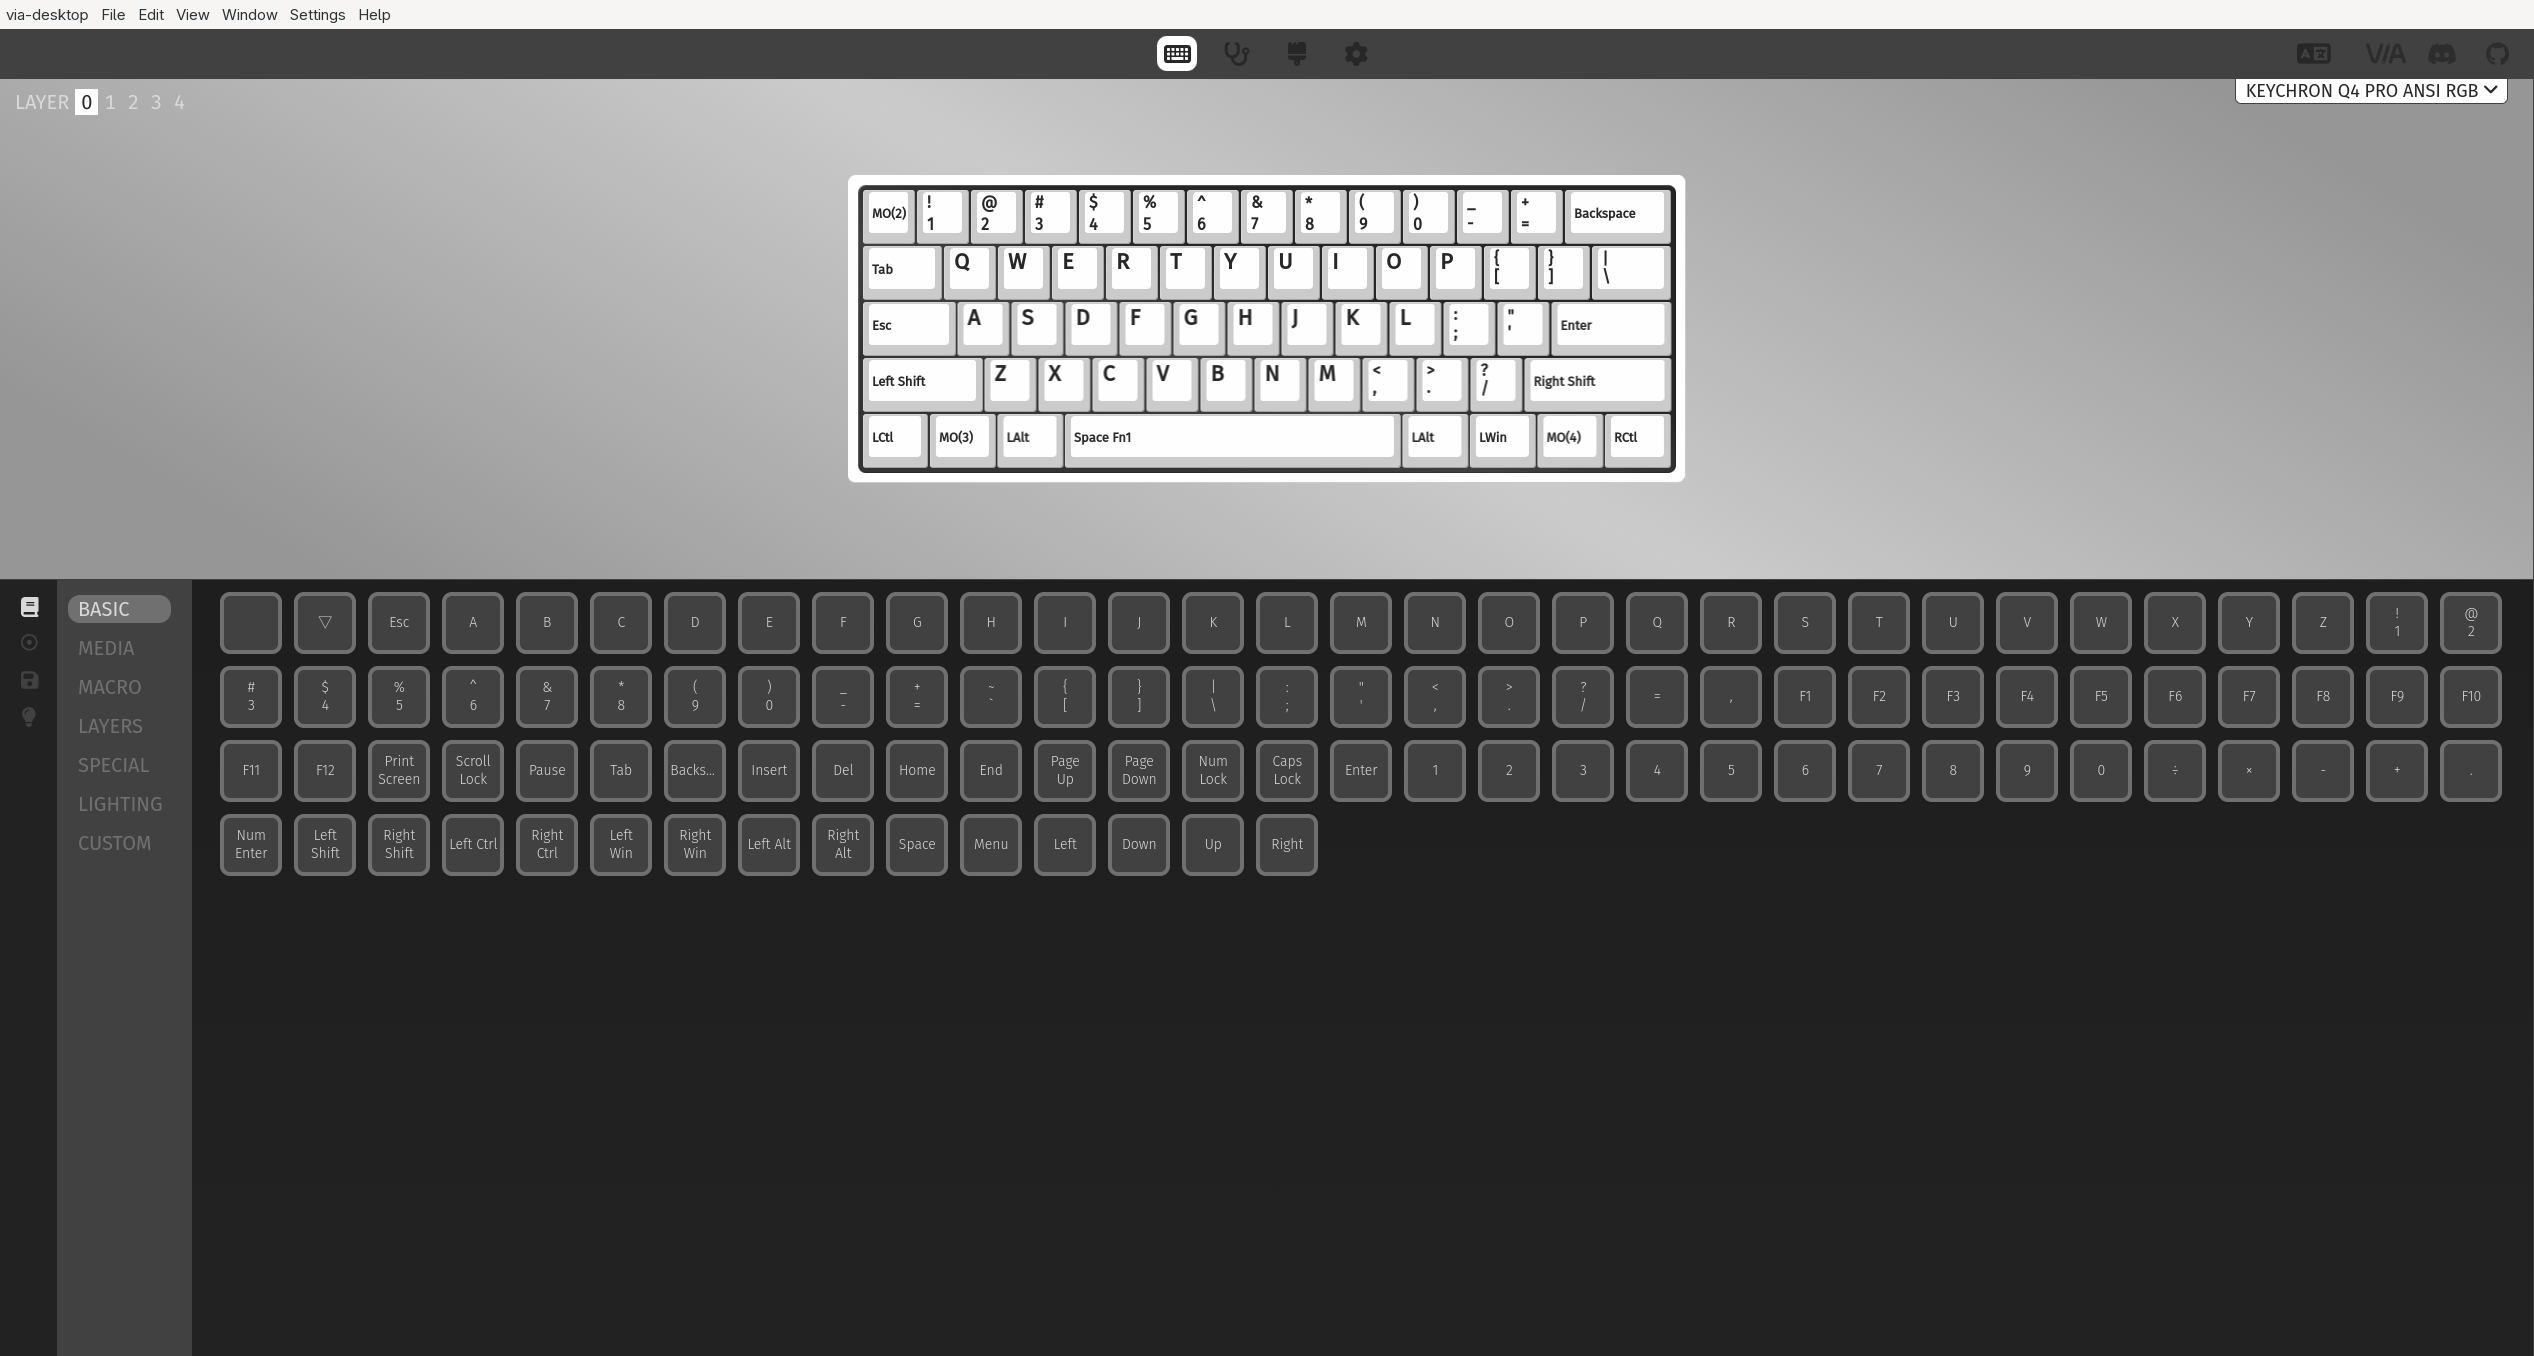 via-desktop File Edit View Window Settings Help
VIA
LAYER 0 1 2 3 4
KEYCHRON Q4 PRO ANSI RGB
MO(2) ! 1 @ 2 # 3 $ 4 % 5 ^ 6 & 7 * 8 ( 9 ) 0 _ - + = Backspace
Tab Q W E R T Y U I O P { [ } ] | \
Esc A S D F G H J K L : ; " ' Enter
Left Shift Z X C V B N M < , > . ? / Right Shift
LCtl MO(3) LAlt Space Fn1 LAlt LWin MO(4) RCtl
BASIC
MEDIA
MACRO
LAYERS
SPECIAL
LIGHTING
CUSTOM
▽ Esc A B C D E F G H I J K L M N O P Q R S T U V W X Y Z ! 1 @ 2
# 3 $ 4 % 5 ^ 6 & 7 * 8 ( 9 ) 0 _ - + = ~ ` { [ } ] | \ : ; " ' < , > . ? / = , F1 F2 F3 F4 F5 F6 F7 F8 F9 F10
F11 F12 Print Screen Scroll Lock Pause Tab Backs... Insert Del Home End Page Up Page Down Num Lock Caps Lock Enter 1 2 3 4 5 6 7 8 9 0 ÷ × - + .
Num Enter Left Shift Right Shift Left Ctrl Right Ctrl Left Win Right Win Left Alt Right Alt Space Menu Left Down Up Right